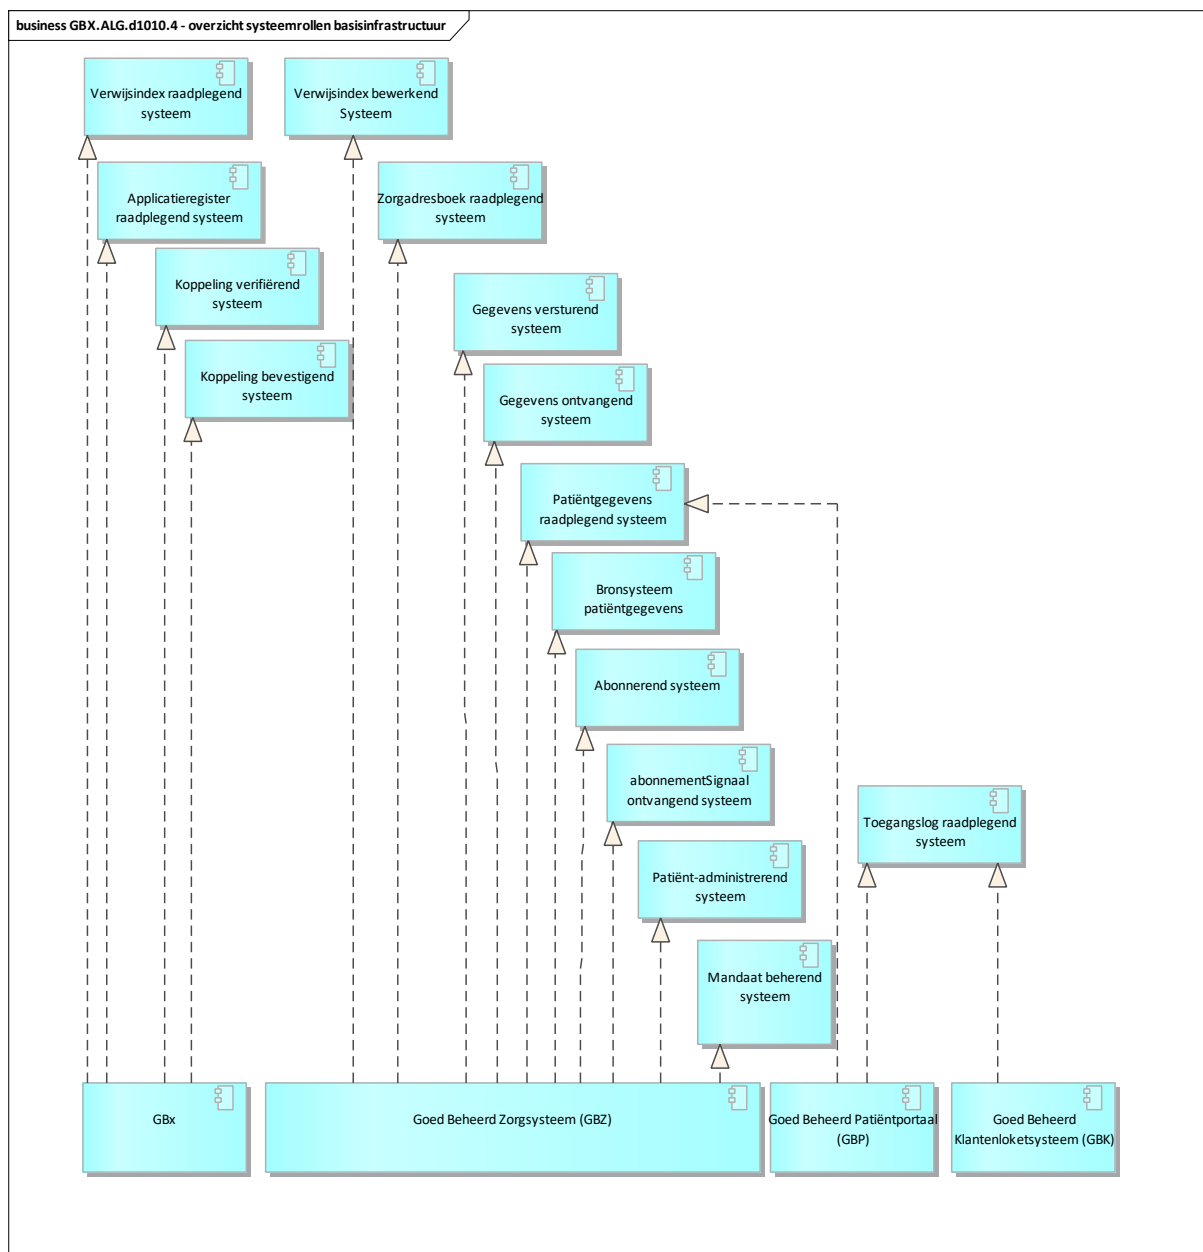 business GBX.ALG.d1010.4 - overzicht systeemrollen basisinfrastructuur
Verwijsindex raadplegend
systeem
Verwijsindex bewerkend
Systeem
Applicatieregister
raadplegend systeem
Zorgadresboek raadplegend
systeem
Koppeling verifiërend
systeem
Gegevens versturend
systeem
Koppeling bevestigend
systeem
Gegevens ontvangend
systeem
Patiëntgegevens
raadplegend systeem
Bronsysteem
patiëntgegevens
Abonnerend systeem
abonnementSignaal
ontvangend systeem
Toegangslog raadplegend
systeem
Patiënt-administrerend
systeem
Mandaat beherend
systeem
GBx
Goed Beheerd Zorgsysteem (GBZ)
Goed Beheerd Patiëntportaal
(GBP)
Goed Beheerd
Klantenloketsysteem (GBK)